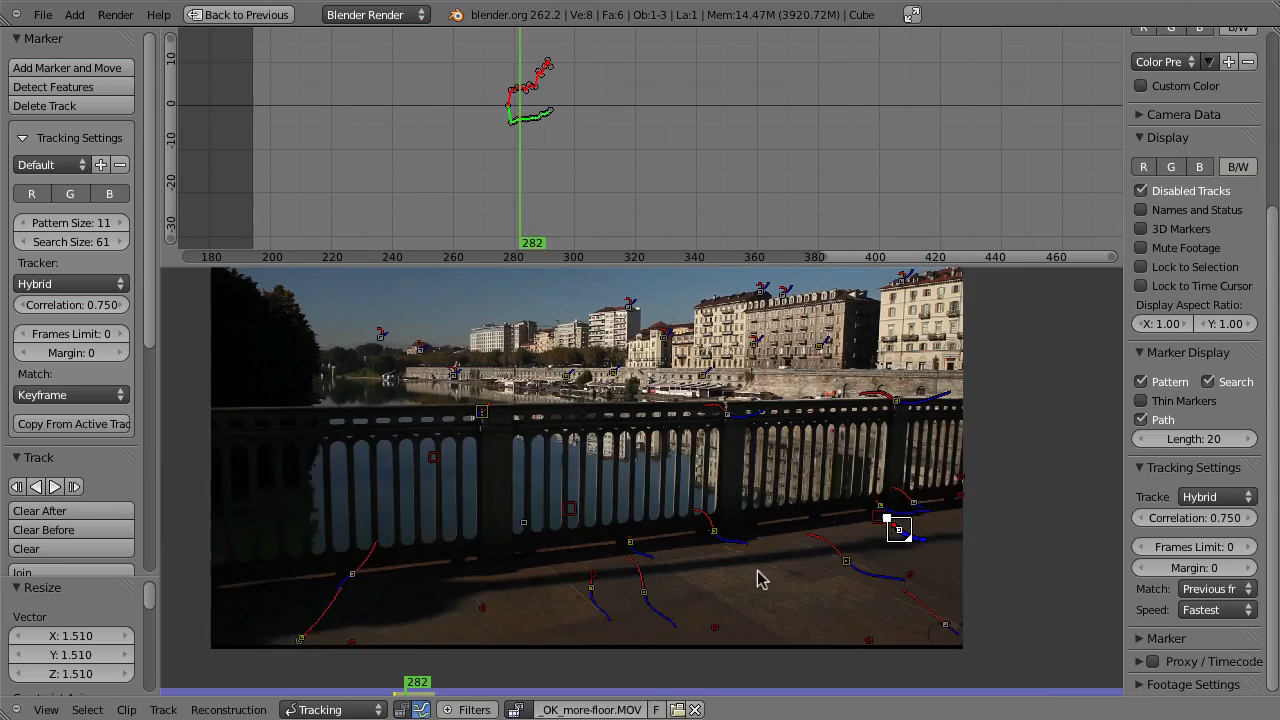 File Add Render Help Back to Previous Blender Render blender.org 262.2 | Ve:8 | Fa:6 | Ob:1-3 | La:1 | Mem:14.47M (3920.72M) | Cube
Marker
Add Marker and Move
Detect Features
Delete Track
Tracking Settings
Default
R G B
Pattern Size: 11
Search Size: 61
Tracker:
Hybrid
Correlation: 0.750
Frames Limit: 0
Margin: 0
Match:
Keyframe
Copy From Active Trac
Track
Clear After
Clear Before
Clear
Join
Resize
Vector
X: 1.510
Y: 1.510
Z: 1.510
10
0
-10
-20
-30
282
180 200 220 240 260 280 300 320 340 360 380 400 420 440 460
282
View Select Clip Track Reconstruction Tracking Filters _OK_more-floor.MOV F
R G B B/W
Color Pre
Custom Color
Camera Data
Display
R G B B/W
Disabled Tracks
Names and Status
3D Markers
Mute Footage
Lock to Selection
Lock to Time Cursor
Display Aspect Ratio:
X: 1.00 Y: 1.00
Marker Display
Pattern Search
Thin Markers
Path
Length: 20
Tracking Settings
Tracke Hybrid
Correlation: 0.750
Frames Limit: 0
Margin: 0
Match: Previous fr
Speed: Fastest
Marker
Proxy / Timecode
Footage Settings